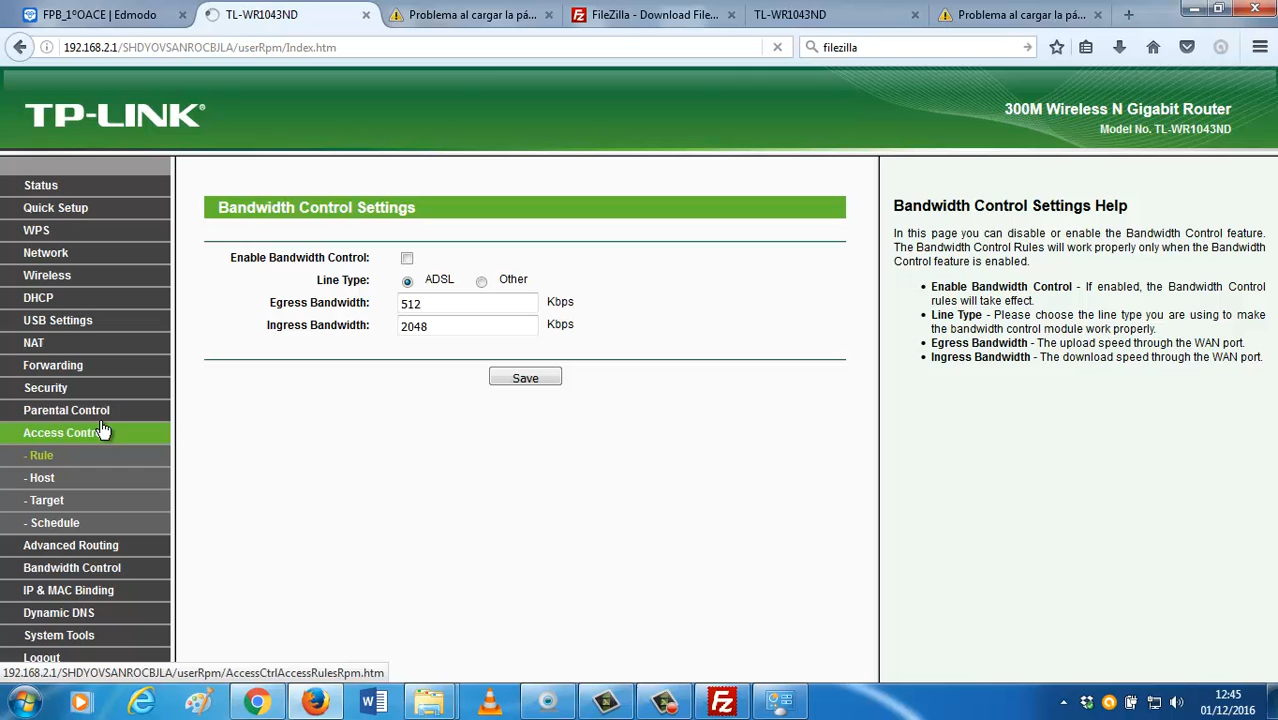 FPB_1ºOACE | Edmodo
TL-WR1043ND
Problema al cargar la pá...
FileZilla - Download File...
TL-WR1043ND
Problema al cargar la pá...
192.168.2.1/SHDYOVSANROCBJLA/userRpm/Index.htm
filezilla
TP-LINK®
300M Wireless N Gigabit Router
Model No. TL-WR1043ND
Status
Quick Setup
WPS
Network
Wireless
DHCP
USB Settings
NAT
Forwarding
Security
Parental Control
Access Contr
- Rule
- Host
- Target
- Schedule
Advanced Routing
Bandwidth Control
IP & MAC Binding
Dynamic DNS
System Tools
Logout
Bandwidth Control Settings
Enable Bandwidth Control:
Line Type: ADSL Other
Egress Bandwidth: 512 Kbps
Ingress Bandwidth: 2048 Kbps
Save
Bandwidth Control Settings Help
In this page you can disable or enable the Bandwidth Control feature.
The Bandwidth Control Rules will work properly only when the Bandwidth
Control feature is enabled.
• Enable Bandwidth Control - If enabled, the Bandwidth Control
rules will take effect.
• Line Type - Please choose the line type you are using to make
the bandwidth control module work properly.
• Egress Bandwidth - The upload speed through the WAN port.
• Ingress Bandwidth - The download speed through the WAN port.
192.168.2.1/SHDYOVSANROCBJLA/userRpm/AccessCtrlAccessRulesRpm.htm
12:45
01/12/2016